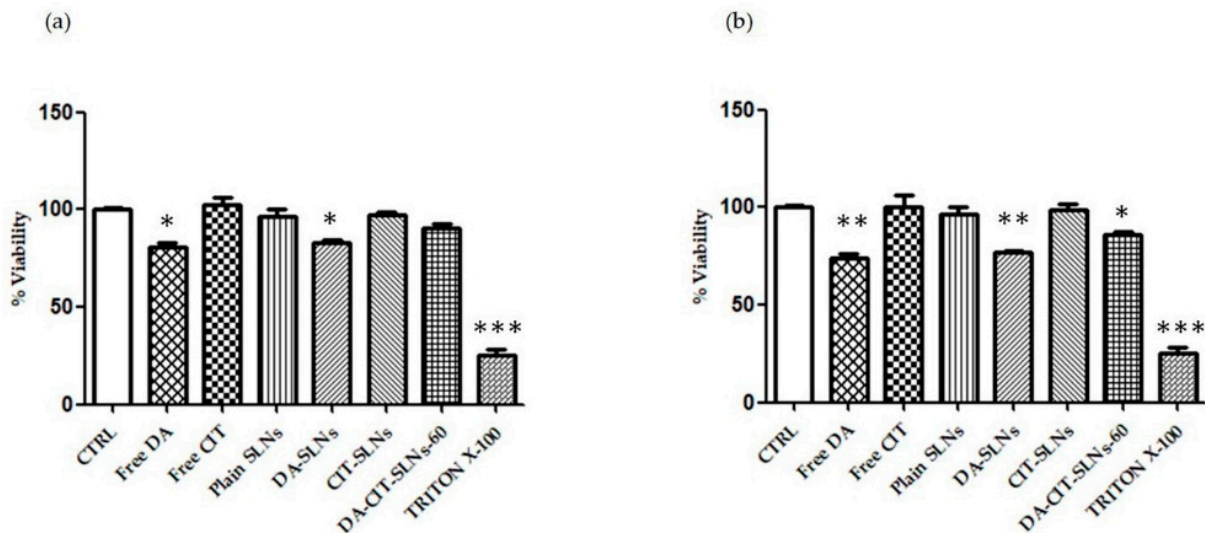 (a)
% Viability
150
100
50
0
*
*
***
CTRL
Free DA
Free CIT
Plain SLNs
DA-SLNs
CIT-SLNs
DA-CIT-SLNs-60
TRITON X-100
(b)
% Viability
150
100
50
0
**
**
*
***
CTRL
Free DA
Free CIT
Plain SLNs
DA-SLNs
CIT-SLNs
DA-CIT-SLNs-60
TRITON X-100